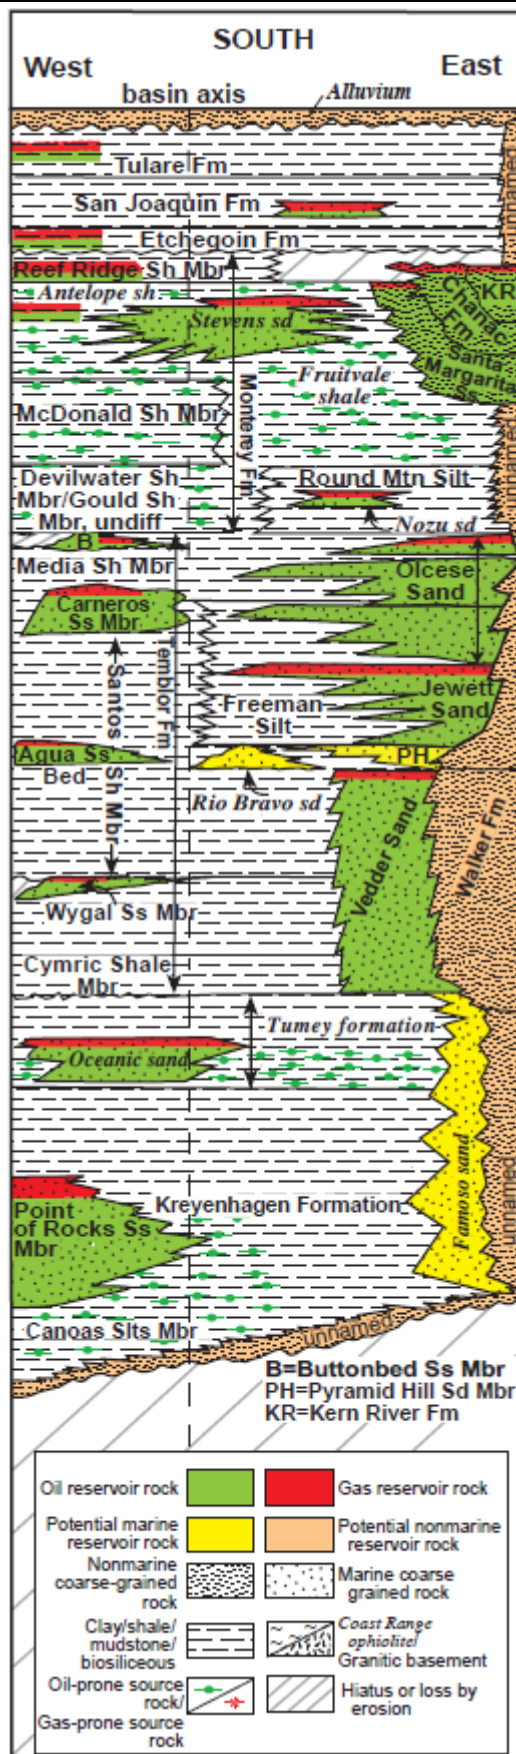 SOUTH
West
East
basin axis
Alluvium
Tulare Fm
unnamed
San Joaquin Fm
Etchegoin Fm
Reef Ridge Sh Mbr
Antelope sh
KR
Chanac
Fm
Stevens sd
Santa
Margarita
Ss
Fruitvale
shale
Monterey Fm
McDonald Sh Mbr
unnamed
Devilwater Sh
Mbr/Gould Sh
Mbr, undiff
Round Mtn Silt
Nozu sd
B
Media Sh Mbr
Olcese
Sand
Carneros
Ss Mbr
Temblor Fm
Santos Sh Mbr
Jewett
Sand
Freeman
Silt
Agua Ss
Bed
PH
Rio Bravo sd
Vedder Sand
Walker Fm
Wygal Ss Mbr
Cymric Shale
Mbr
Tumey formation
Oceanic sand
Famoso sand
unnamed
Kreyenhagen Formation
Point
of Rocks Ss
Mbr
Canoas Slts Mbr
unnamed
B=Buttonbed Ss Mbr
PH=Pyramid Hill Sd Mbr
KR=Kern River Fm
Oil reservoir rock
Gas reservoir rock
Potential marine
reservoir rock
Potential nonmarine
reservoir rock
Nonmarine
coarse-grained
rock
Marine coarse
grained rock
Clay/shale/
mudstone/
biosiliceous
Coast Range
ophiolite/
Granitic basement
Oil-prone source
rock/
Gas-prone source
rock
Hiatus or loss by
erosion